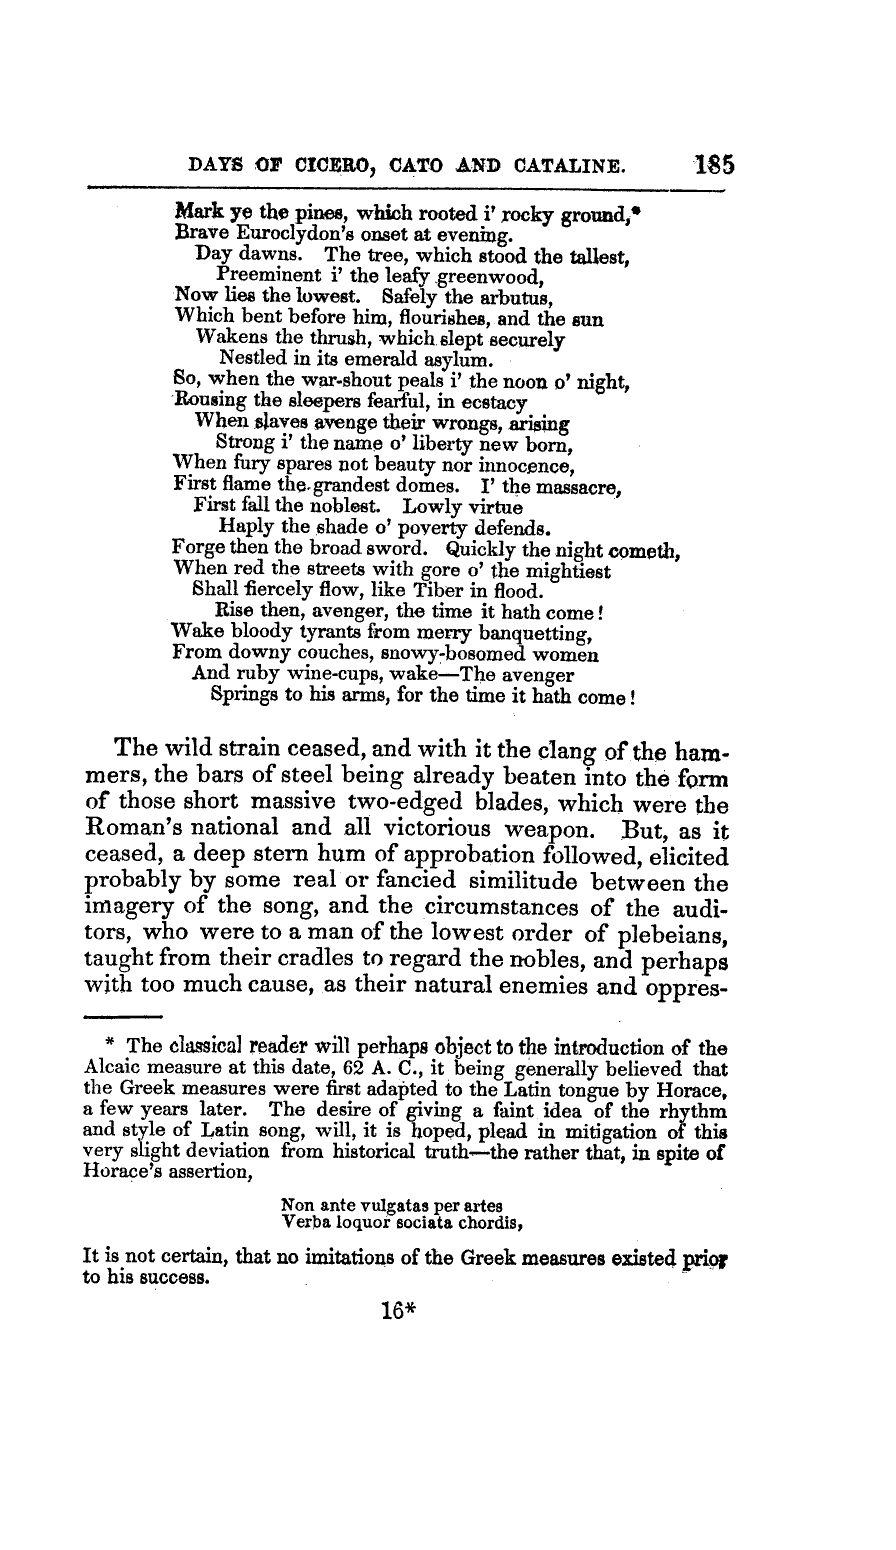 DAYS OF CICERO, CATO AND CATALINE. 185
Mark ye the pines, which rooted i' rocky ground,*
Brave Euroclydon's onset at evening.
Day dawns. The tree, which stood the tallest,
Preeminent i' the leafy greenwood,
Now lies the lowest. Safely the arbutus,
Which bent before him, flourishes, and the sun
Wakens the thrush, which slept securely
Nestled in its emerald asylum.
So, when the war-shout peals i' the noon o' night,
Rousing the sleepers fearful, in ecstacy
When slaves avenge their wrongs, arising
Strong i' the name o' liberty new born,
When fury spares not beauty nor innocence,
First flame the grandest domes. I' the massacre,
First fall the noblest. Lowly virtue
Haply the shade o' poverty defends.
Forge then the broad sword. Quickly the night cometh,
When red the streets with gore o' the mightiest
Shall fiercely flow, like Tiber in flood.
Rise then, avenger, the time it hath come!
Wake bloody tyrants from merry banquetting,
From downy couches, snowy-bosomed women
And ruby wine-cups, wake—The avenger
Springs to his arms, for the time it hath come!
The wild strain ceased, and with it the clang of the ham-
mers, the bars of steel being already beaten into the form
of those short massive two-edged blades, which were the
Roman's national and all victorious weapon. But, as it
ceased, a deep stern hum of approbation followed, elicited
probably by some real or fancied similitude between the
imagery of the song, and the circumstances of the audi-
tors, who were to a man of the lowest order of plebeians,
taught from their cradles to regard the nobles, and perhaps
with too much cause, as their natural enemies and oppres-
* The classical reader will perhaps object to the introduction of the
Alcaic measure at this date, 62 A. C., it being generally believed that
the Greek measures were first adapted to the Latin tongue by Horace,
a few years later. The desire of giving a faint idea of the rhythm
and style of Latin song, will, it is hoped, plead in mitigation of this
very slight deviation from historical truth—the rather that, in spite of
Horace's assertion,
Non ante vulgatas per artes
Verba loquor sociata chordis,
It is not certain, that no imitations of the Greek measures existed prior
to his success.
16*